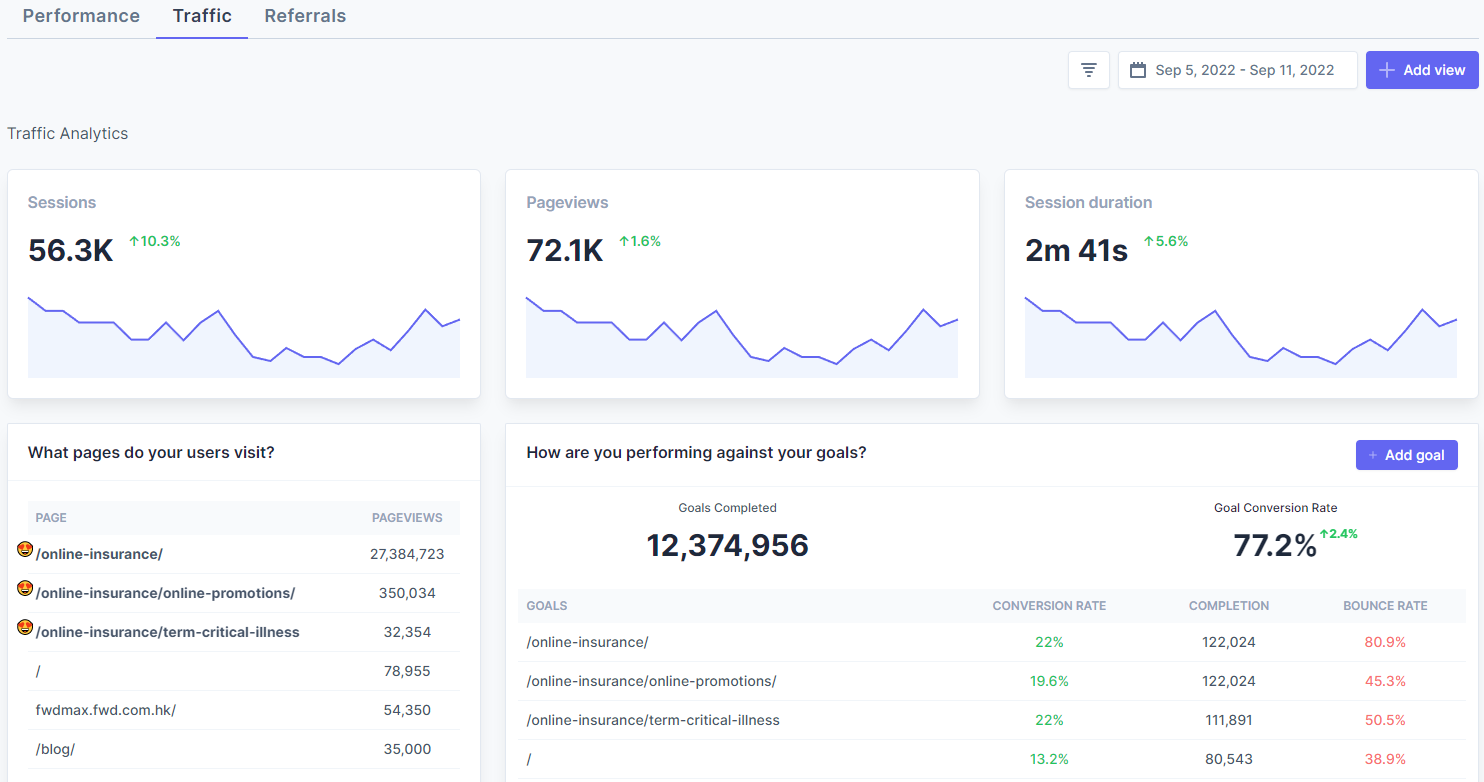 Performance Traffic Referrals
Sep 5, 2022 - Sep 11, 2022 + Add view
Traffic Analytics
Sessions
56.3K ↑10.3%
Pageviews
72.1K ↑1.6%
Session duration
2m 41s ↑5.6%
What pages do your users visit?
PAGE PAGEVIEWS
/online-insurance/ 27,384,723
/online-insurance/online-promotions/ 350,034
/online-insurance/term-critical-illness 32,354
/ 78,955
fwdmax.fwd.com.hk/ 54,350
/blog/ 35,000
How are you performing against your goals? + Add goal
Goals Completed
12,374,956
Goal Conversion Rate
77.2% ↑2.4%
GOALS CONVERSION RATE COMPLETION BOUNCE RATE
/online-insurance/ 22% 122,024 80.9%
/online-insurance/online-promotions/ 19.6% 122,024 45.3%
/online-insurance/term-critical-illness 22% 111,891 50.5%
/ 13.2% 80,543 38.9%